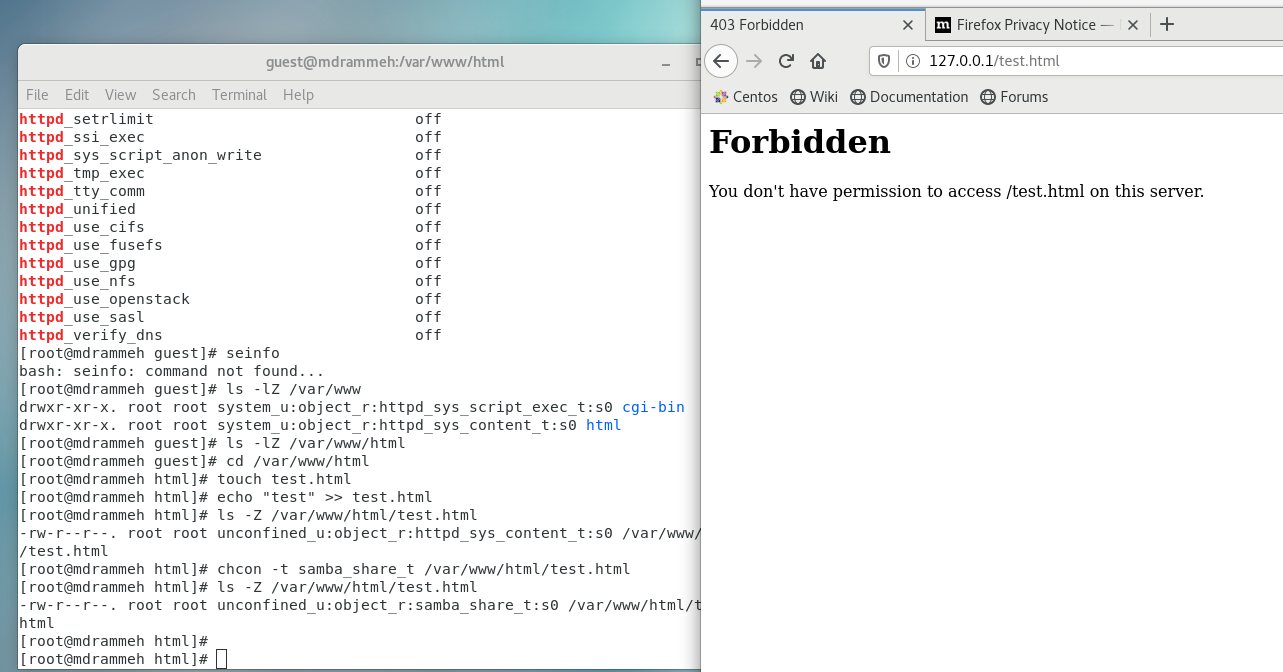 guest@mdrammeh:/var/www/html
File Edit View Search Terminal Help
httpd_setrlimit off
httpd_ssi_exec off
httpd_sys_script_anon_write off
httpd_tmp_exec off
httpd_tty_comm off
httpd_unified off
httpd_use_cifs off
httpd_use_fusefs off
httpd_use_gpg off
httpd_use_nfs off
httpd_use_openstack off
httpd_use_sasl off
httpd_verify_dns off
[root@mdrammeh guest]# seinfo
bash: seinfo: command not found...
[root@mdrammeh guest]# ls -lZ /var/www
drwxr-xr-x. root root system_u:object_r:httpd_sys_script_exec_t:s0 cgi-bin
drwxr-xr-x. root root system_u:object_r:httpd_sys_content_t:s0 html
[root@mdrammeh guest]# ls -lZ /var/www/html
[root@mdrammeh guest]# cd /var/www/html
[root@mdrammeh html]# touch test.html
[root@mdrammeh html]# echo "test" >> test.html
[root@mdrammeh html]# ls -Z /var/www/html/test.html
-rw-r--r--. root root unconfined_u:object_r:httpd_sys_content_t:s0 /var/www/
/test.html
[root@mdrammeh html]# chcon -t samba_share_t /var/www/html/test.html
[root@mdrammeh html]# ls -Z /var/www/html/test.html
-rw-r--r--. root root unconfined_u:object_r:samba_share_t:s0 /var/www/html/t
html
[root@mdrammeh html]#
[root@mdrammeh html]#
403 Forbidden
m Firefox Privacy Notice —
127.0.0.1/test.html
Centos Wiki Documentation Forums
Forbidden
You don't have permission to access /test.html on this server.